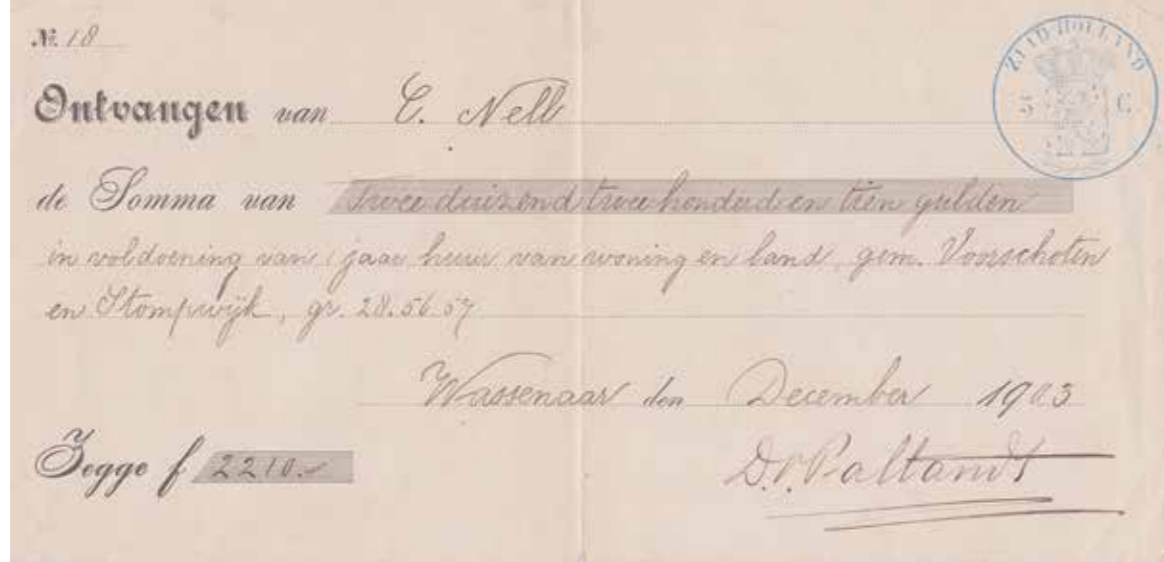 № 18
ZUID-HOLLAND
5 C
Ontvangen van C. Nell
de Somma van Twee duizend twee honderd en tien gulden
in voldoening van 1 jaar huur van woning en land, gem. Voorschoten
en Stompwijk, gr. 28.56.57
Wassenaar den December 1903
Zegge f 2210.-
D.v.Pallandt